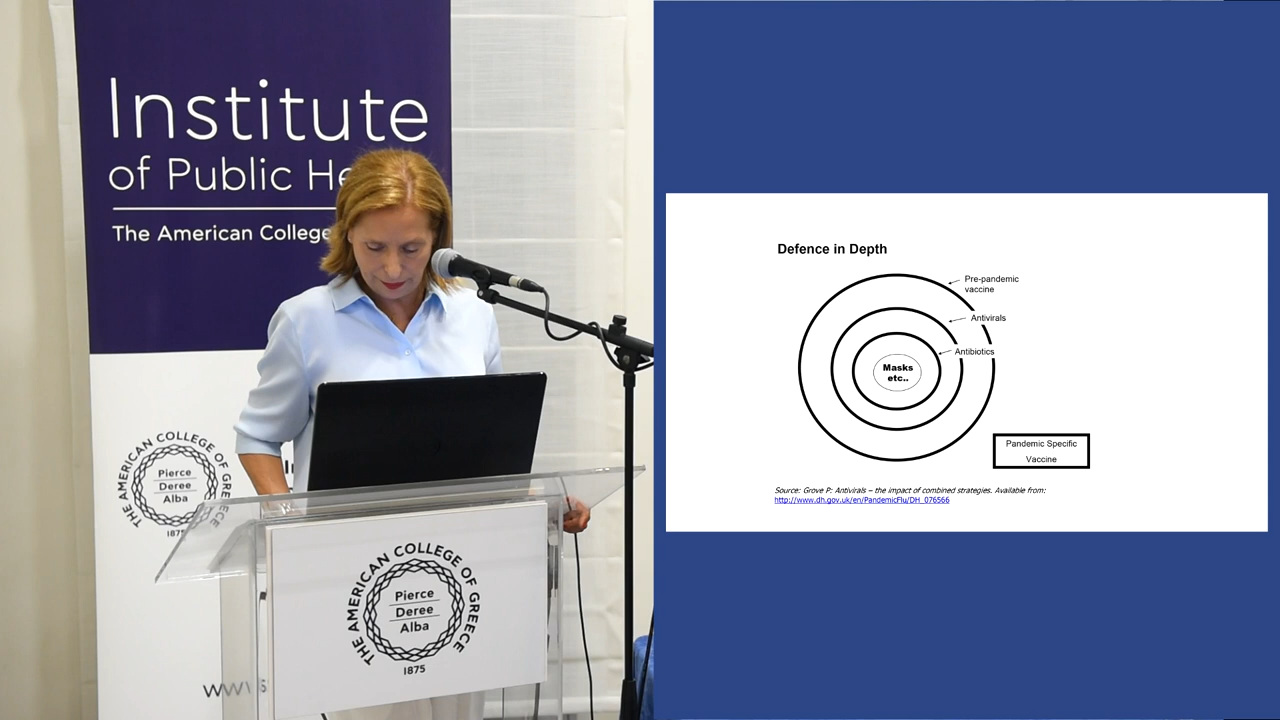 Institute
of Public
The American College
THE AMERICAN COLLEGE OF GREECE
Pierce
Deree
Alba
1875
THE AMERICAN COLLEGE OF GREECE
Pierce
Deree
Alba
1875
Defence in Depth
Pre-pandemic
vaccine
Antivirals
Antibiotics
Masks
etc..
Pandemic Specific
Vaccine
Source: Grove P: Antivirals – the impact of combined strategies. Available from:
http://www.dh.gov.uk/en/PandemicFlu/DH_076566